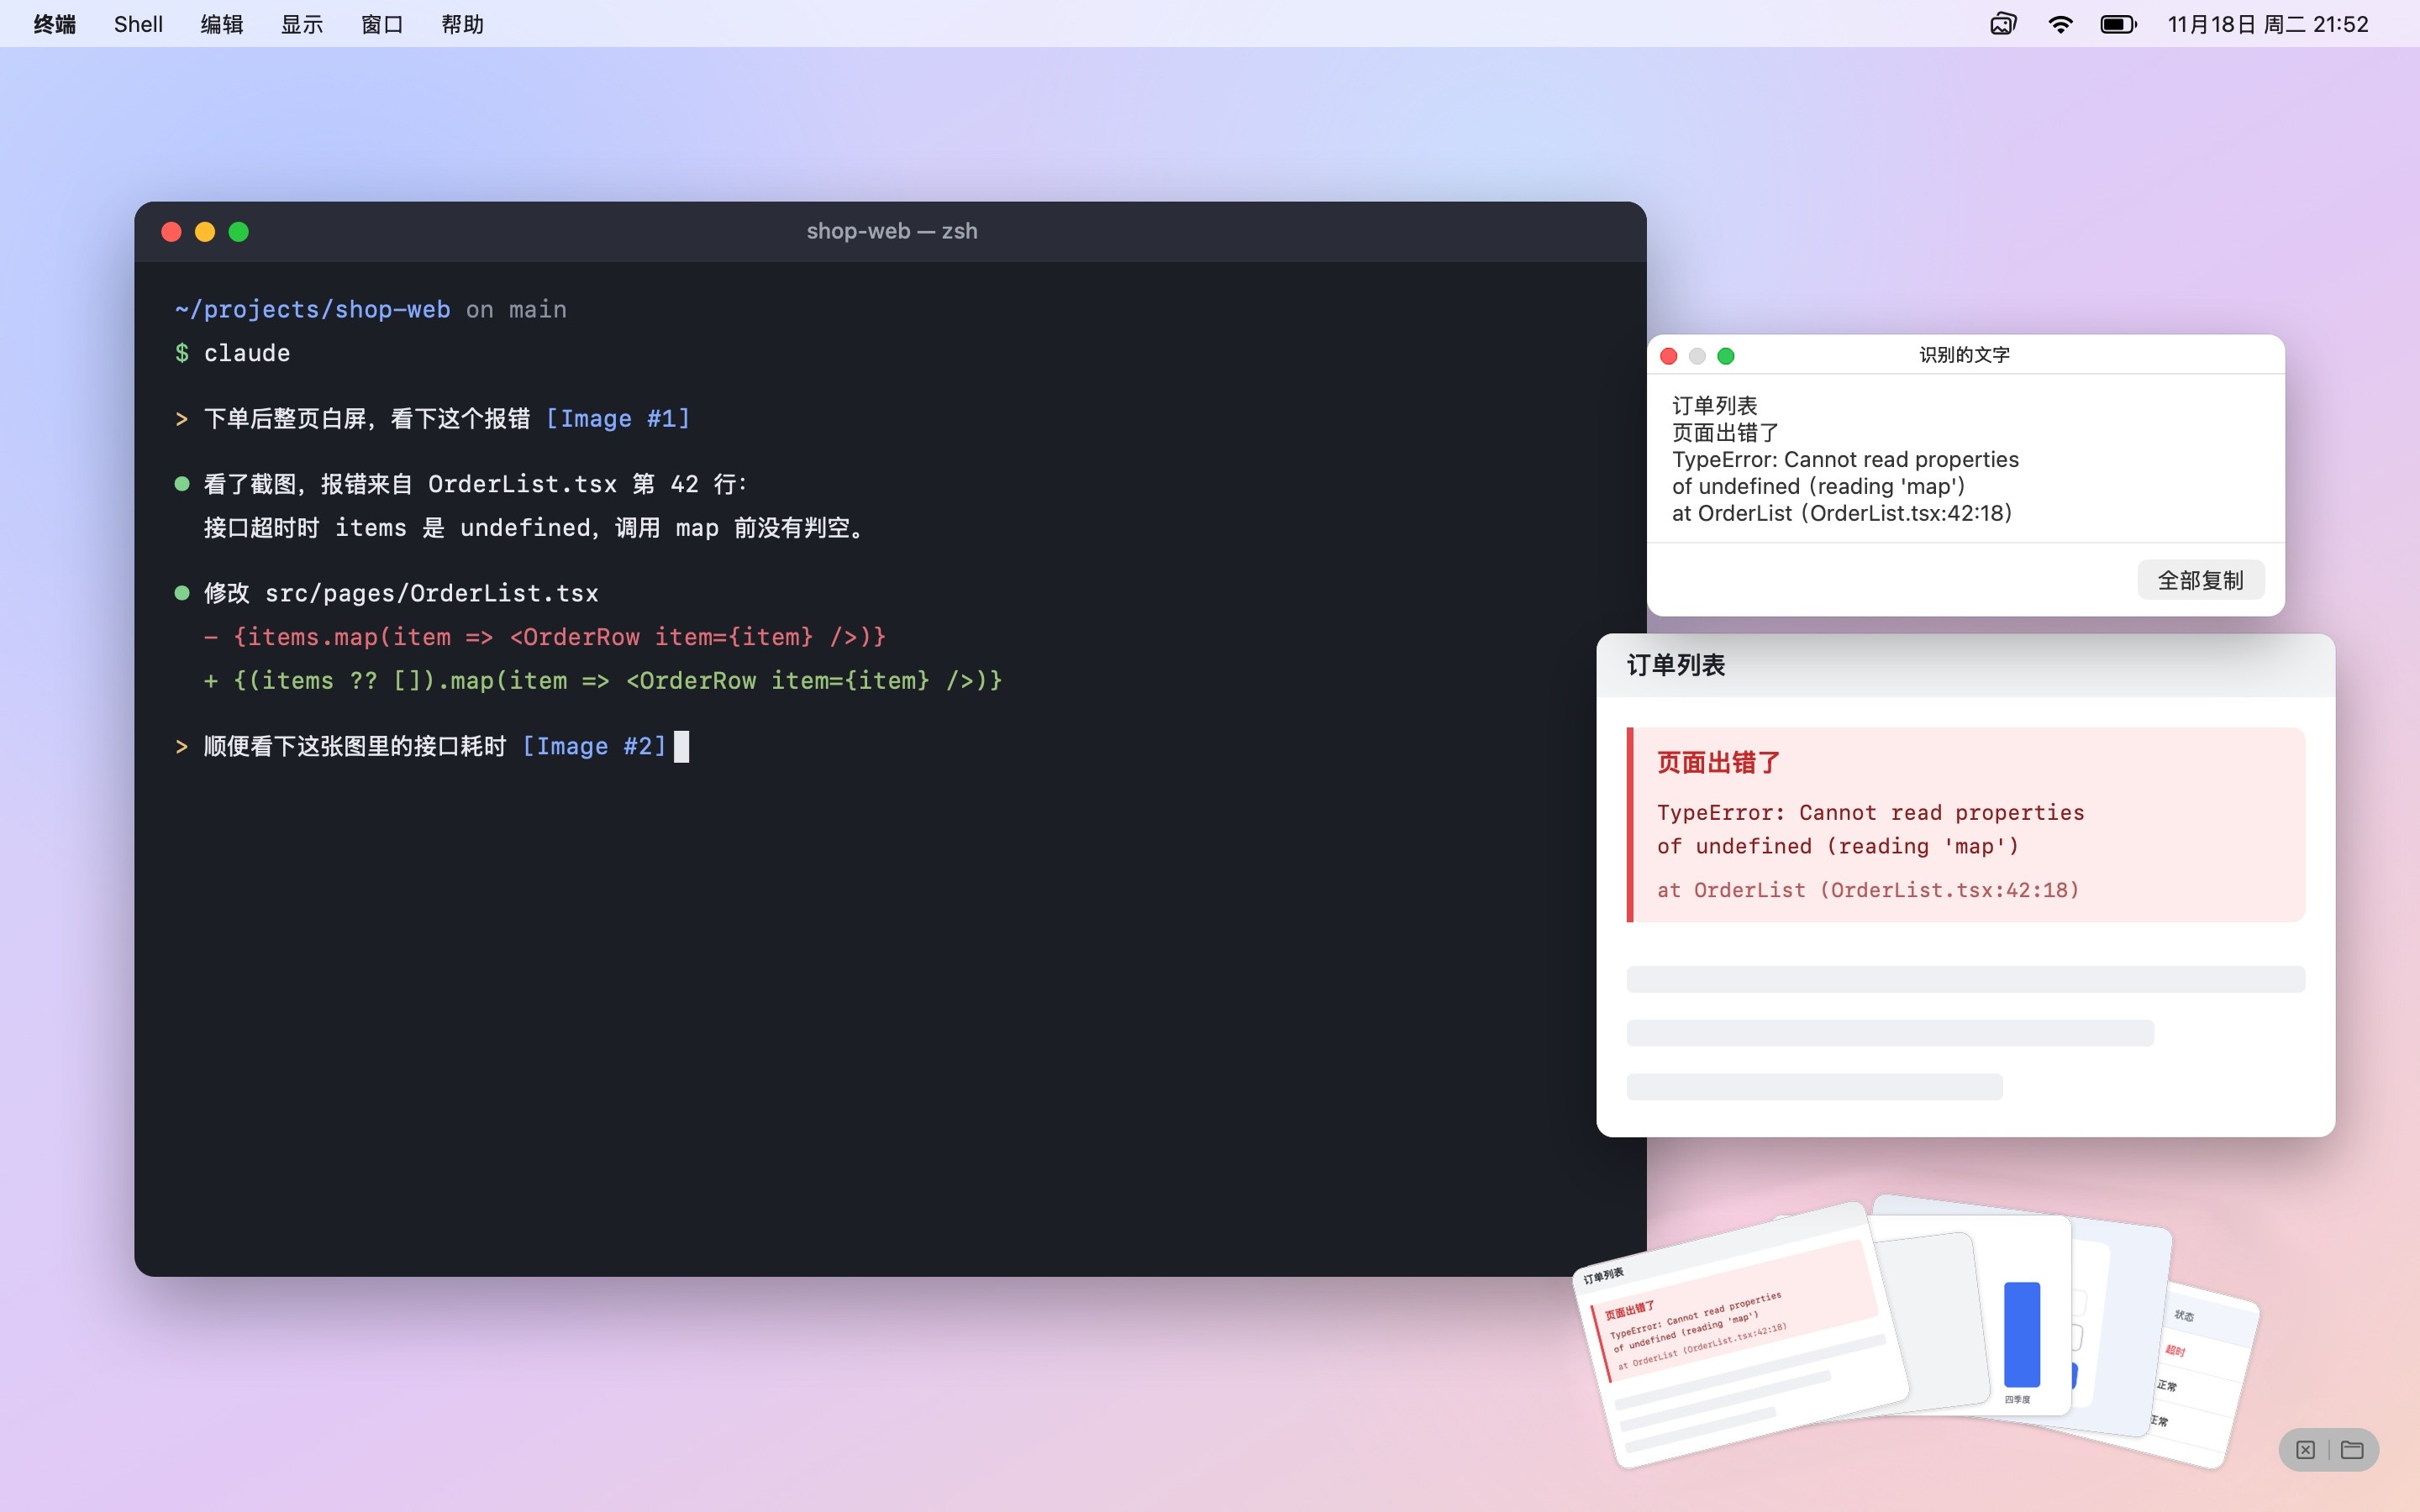 终端 Shell 编辑 显示 窗口 帮助 11月18日 周二 21:52
shop-web — zsh
~/projects/shop-web on main
$ claude
> 下单后整页白屏，看下这个报错 [Image #1]
看了截图，报错来自 OrderList.tsx 第 42 行：
接口超时时 items 是 undefined，调用 map 前没有判空。
修改 src/pages/OrderList.tsx
- {items.map(item => <OrderRow item={item} />)}
+ {(items ?? []).map(item => <OrderRow item={item} />)}
> 顺便看下这张图里的接口耗时 [Image #2]
识别的文字
订单列表
页面出错了
TypeError: Cannot read properties
of undefined (reading 'map')
at OrderList (OrderList.tsx:42:18)
全部复制
订单列表
页面出错了
TypeError: Cannot read properties
of undefined (reading 'map')
at OrderList (OrderList.tsx:42:18)
订单列表
页面出错了
TypeError: Cannot read properties
of undefined (reading 'map')
at OrderList (OrderList.tsx:42:18)
四季度
状态
超时
正常
正常